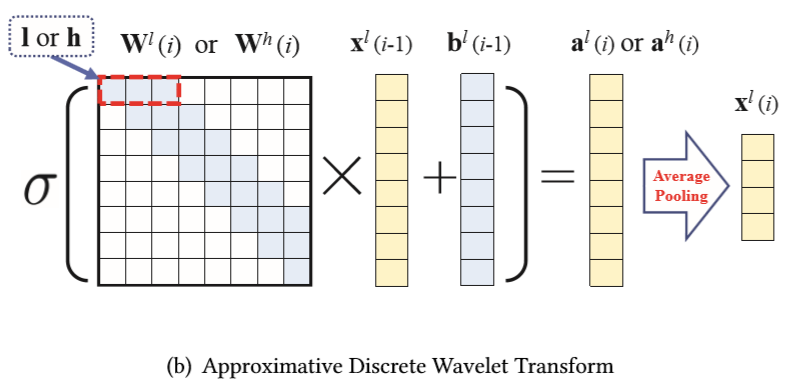 l or h
W^l (i) or W^h (i)
x^l (i-1)
b^l (i-1)
a^l (i) or a^h (i)
x^l (i)
σ ( × + ) =
Average
Pooling
(b) Approximative Discrete Wavelet Transform